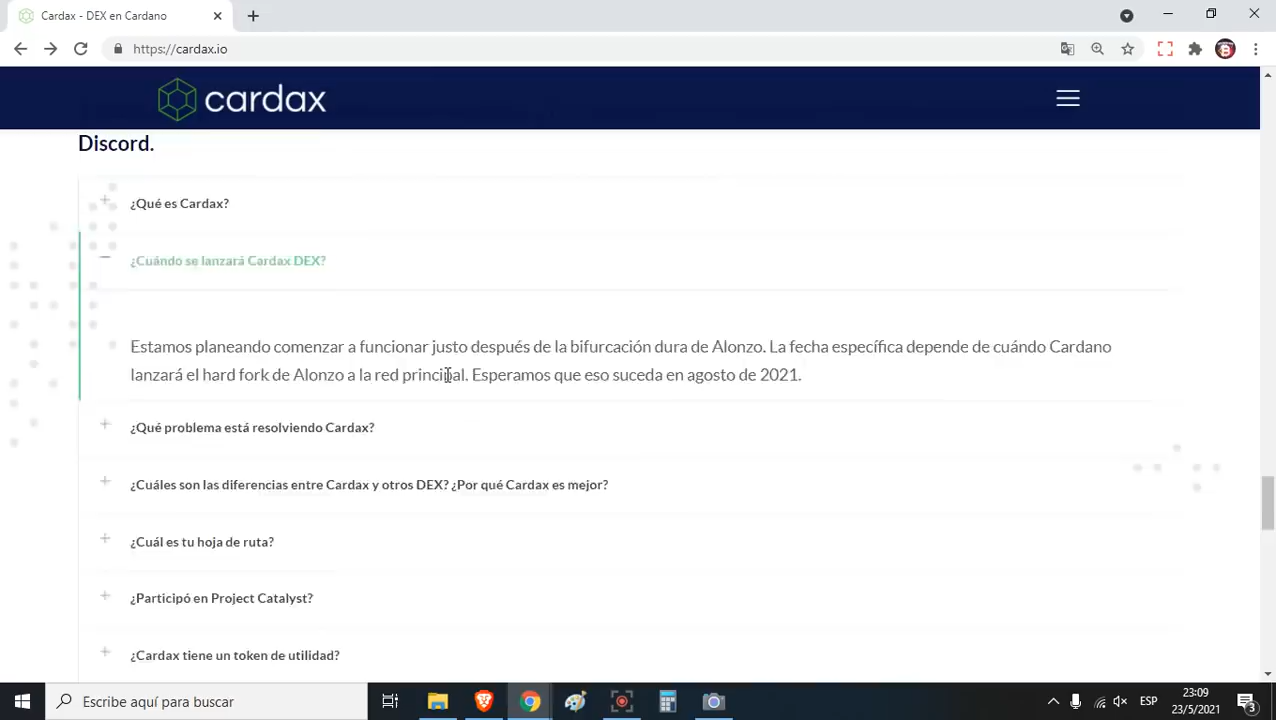 Cardax - DEX en Cardano
https://cardax.io
cardax
Discord.
¿Qué es Cardax?
¿Cuándo se lanzará Cardax DEX?
Estamos planeando comenzar a funcionar justo después de la bifurcación dura de Alonzo. La fecha específica depende de cuándo Cardano
lanzará el hard fork de Alonzo a la red principal. Esperamos que eso suceda en agosto de 2021.
¿Qué problema está resolviendo Cardax?
¿Cuáles son las diferencias entre Cardax y otros DEX? ¿Por qué Cardax es mejor?
¿Cuál es tu hoja de ruta?
¿Participó en Project Catalyst?
¿Cardax tiene un token de utilidad?
Escribe aquí para buscar
ESP
23:09
23/5/2021
3